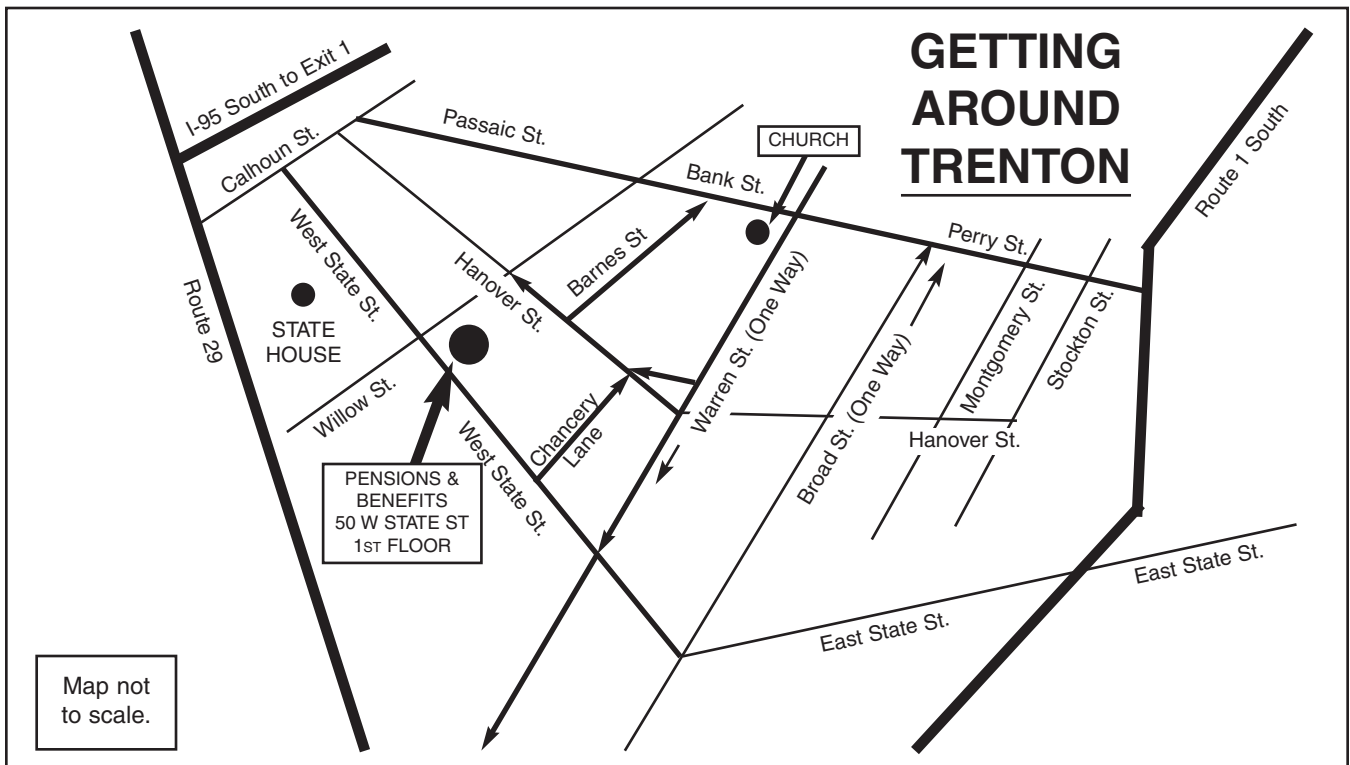 GETTING
AROUND
TRENTON
I-95 South to Exit 1
Calhoun St.
Passaic St.
CHURCH
Bank St.
Route 1 South
Perry St.
West State St.
Hanover St.
Barnes St
Route 29
STATE
HOUSE
Warren St. (One Way)
Montgomery St.
Stockton St.
Broad St. (One Way)
Willow St.
Chancery
Lane
West State St.
Hanover St.
PENSIONS &
BENEFITS
50 W STATE ST
1ST FLOOR
East State St.
East State St.
Map not
to scale.